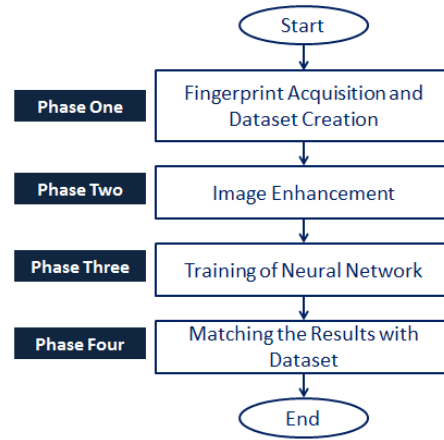 Start
Phase One
Fingerprint Acquisition and
Dataset Creation
Phase Two
Image Enhancement
Phase Three
Training of Neural Network
Phase Four
Matching the Results with
Dataset
End